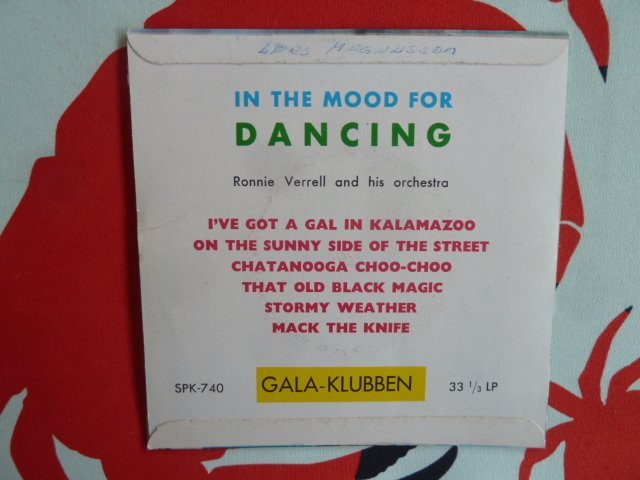 Lars Magnusson
IN THE MOOD FOR
DANCING
Ronnie Verrell and his orchestra
I'VE GOT A GAL IN KALAMAZOO
ON THE SUNNY SIDE OF THE STREET
CHATANOOGA CHOO-CHOO
THAT OLD BLACK MAGIC
STORMY WEATHER
MACK THE KNIFE
SPK-740 GALA-KLUBBEN 33 1/3 LP